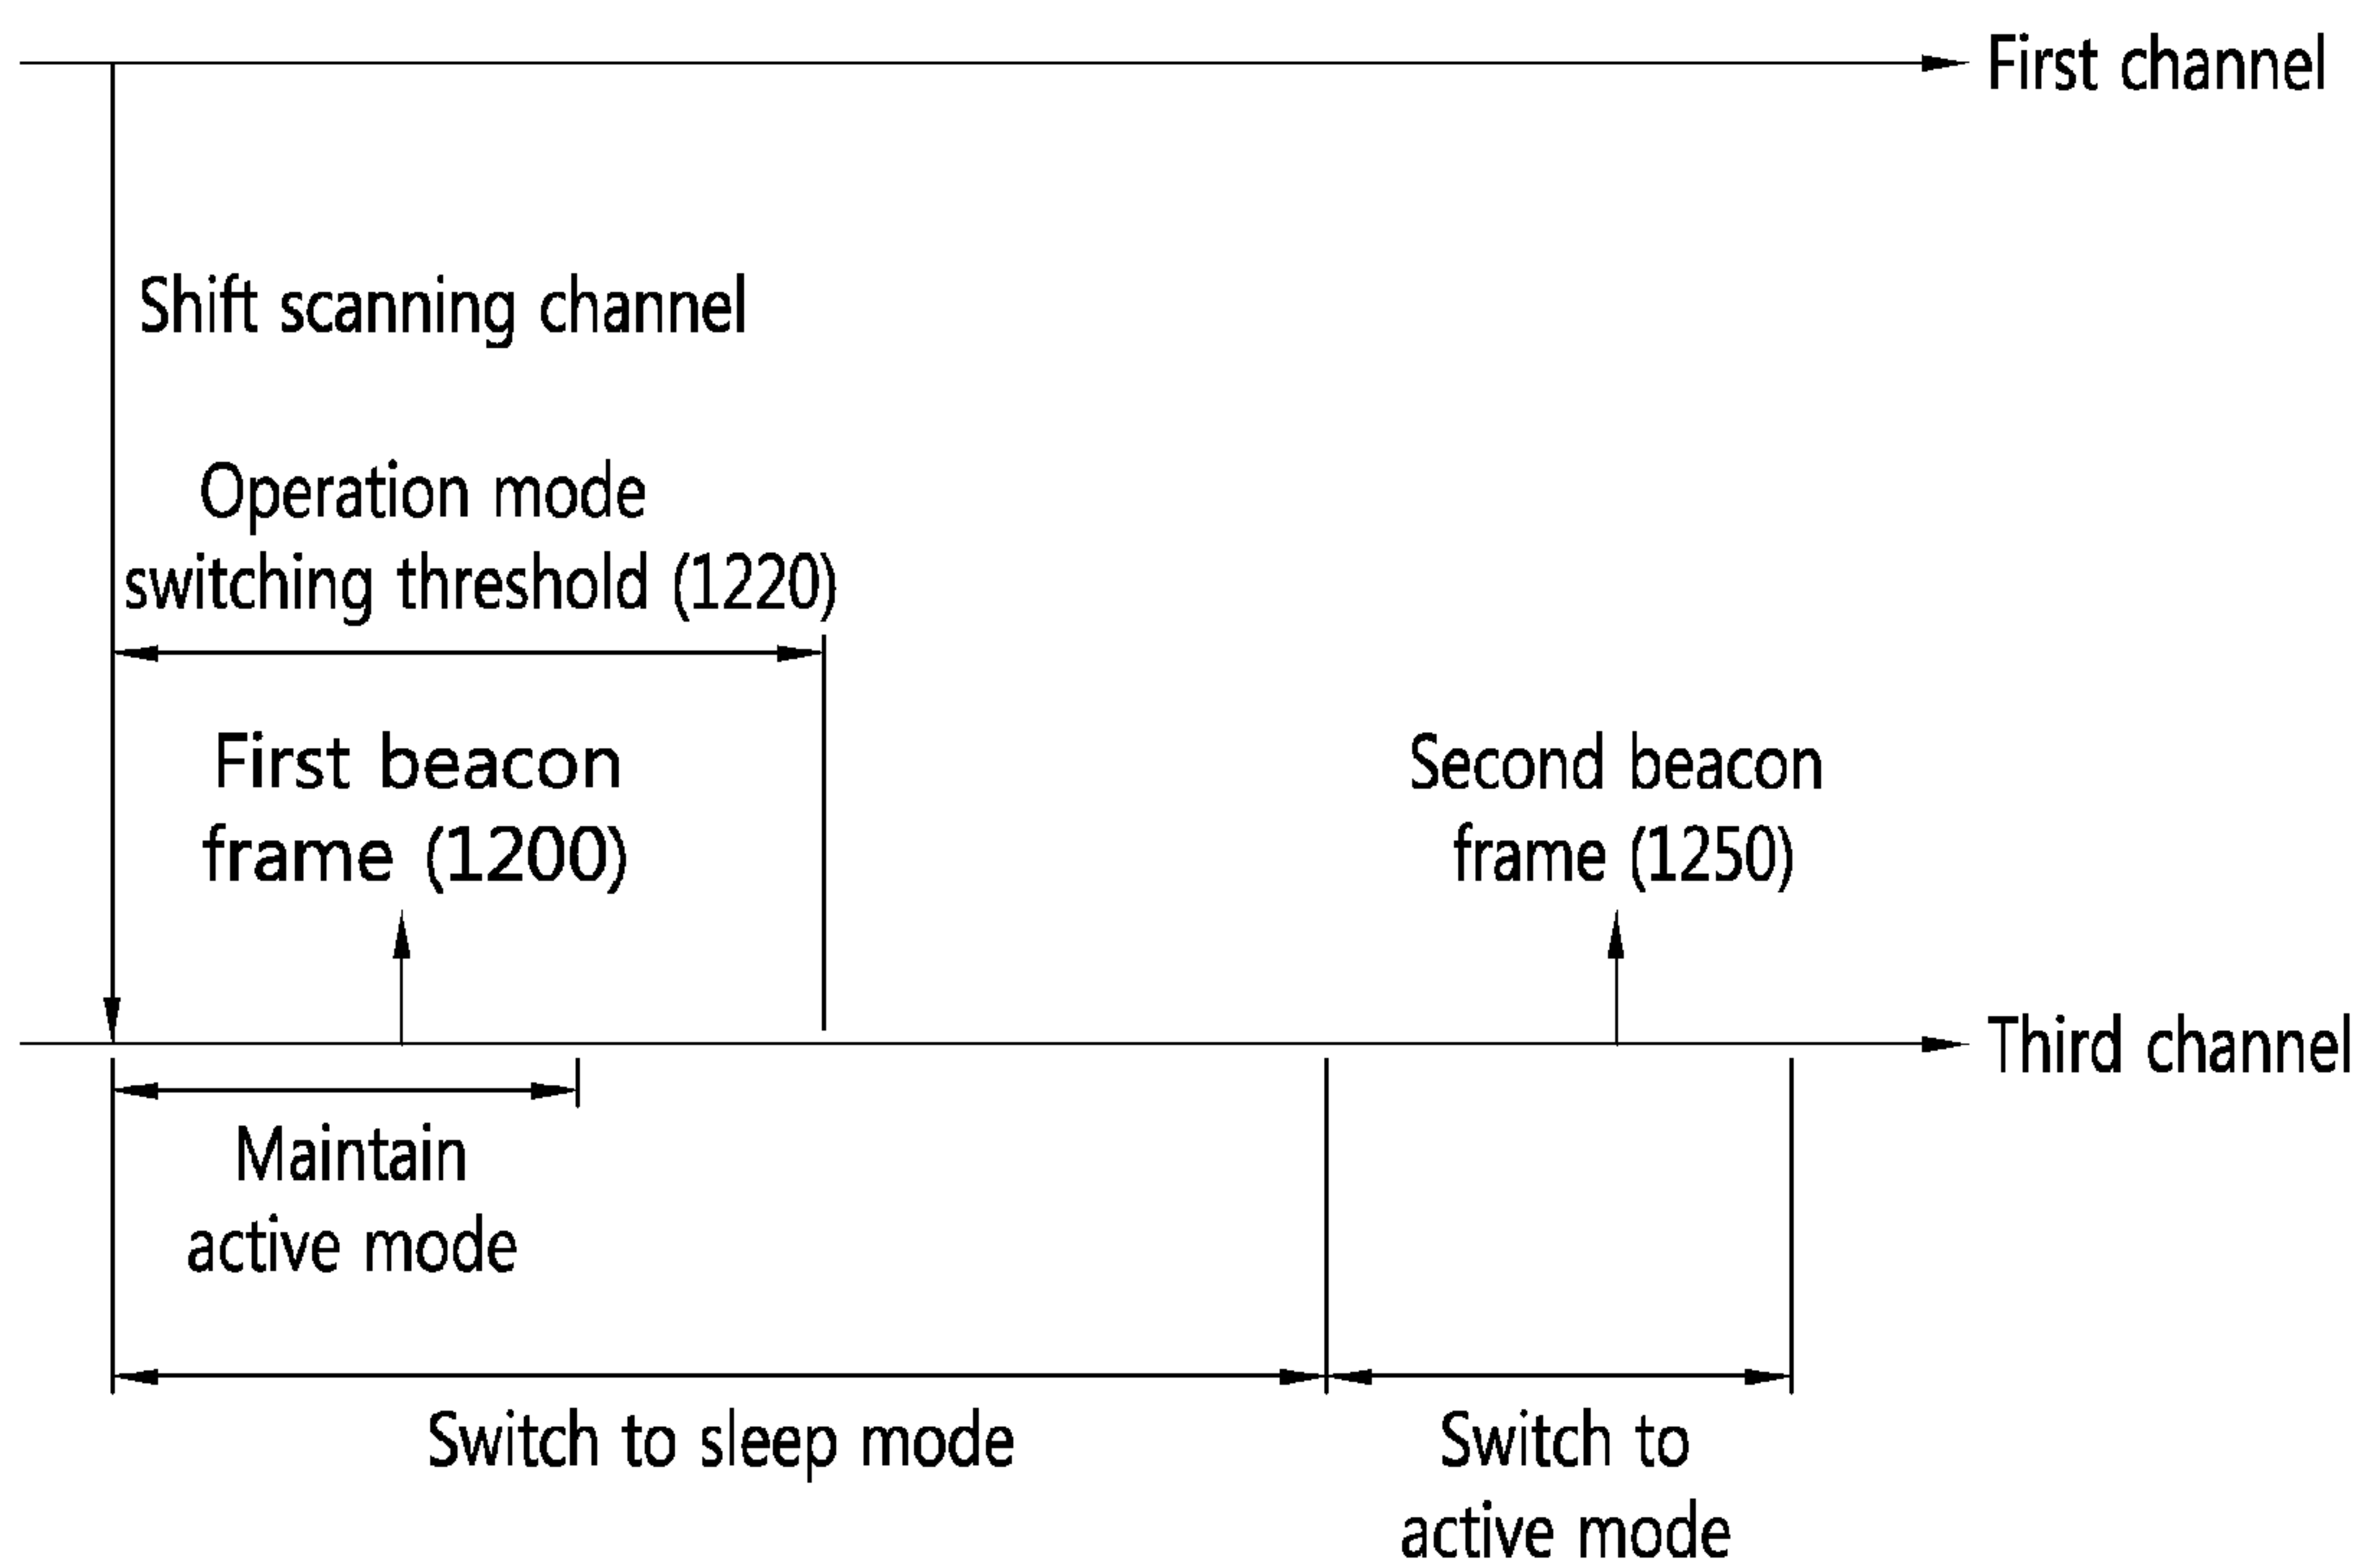 First channel
Shift scanning channel
Operation mode
switching threshold (1220)
First beacon
frame (1200)
Second beacon
frame (1250)
Third channel
Maintain
active mode
Switch to sleep mode
Switch to
active mode